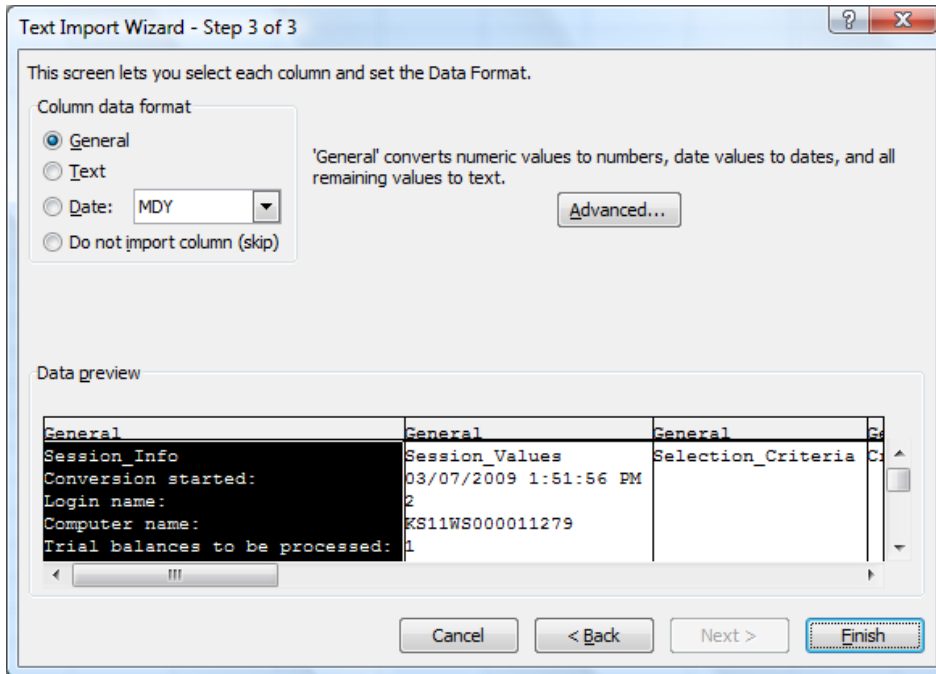 Text Import Wizard - Step 3 of 3
This screen lets you select each column and set the Data Format.
Column data format
General
Text
Date: MDY
Do not import column (skip)
'General' converts numeric values to numbers, date values to dates, and all
remaining values to text.
Advanced...
Data preview
General General General Ge
Session_Info Session_Values Selection_Criteria
Conversion started: 03/07/2009 1:51:56 PM
Login name: 2
Computer name: KS11WS000011279
Trial balances to be processed: 1
Cancel < Back Next > Finish